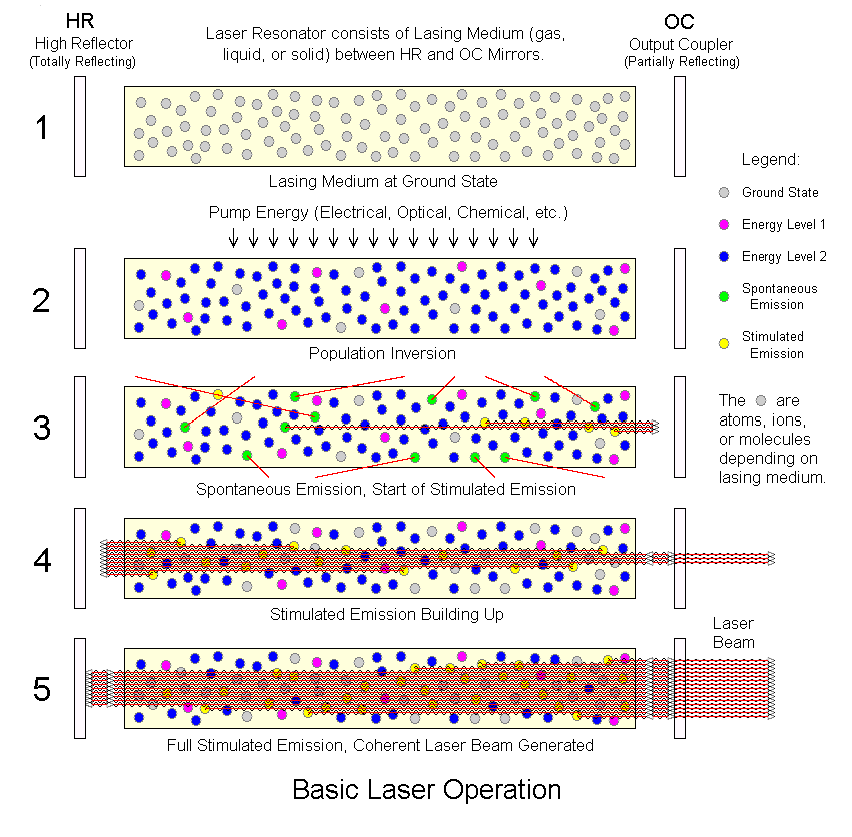 HR
High Reflector
(Totally Reflecting)
Laser Resonator consists of Lasing Medium (gas,
liquid, or solid) between HR and OC Mirrors.
OC
Output Coupler
(Partially Reflecting)
1
Lasing Medium at Ground State
Legend:
Ground State
Energy Level 1
Energy Level 2
Spontaneous
Emission
Stimulated
Emission
Pump Energy (Electrical, Optical, Chemical, etc.)
2
Population Inversion
3
Spontaneous Emission, Start of Stimulated Emission
The are
atoms, ions,
or molecules
depending on
lasing medium.
4
Stimulated Emission Building Up
Laser
Beam
5
Full Stimulated Emission, Coherent Laser Beam Generated
Basic Laser Operation